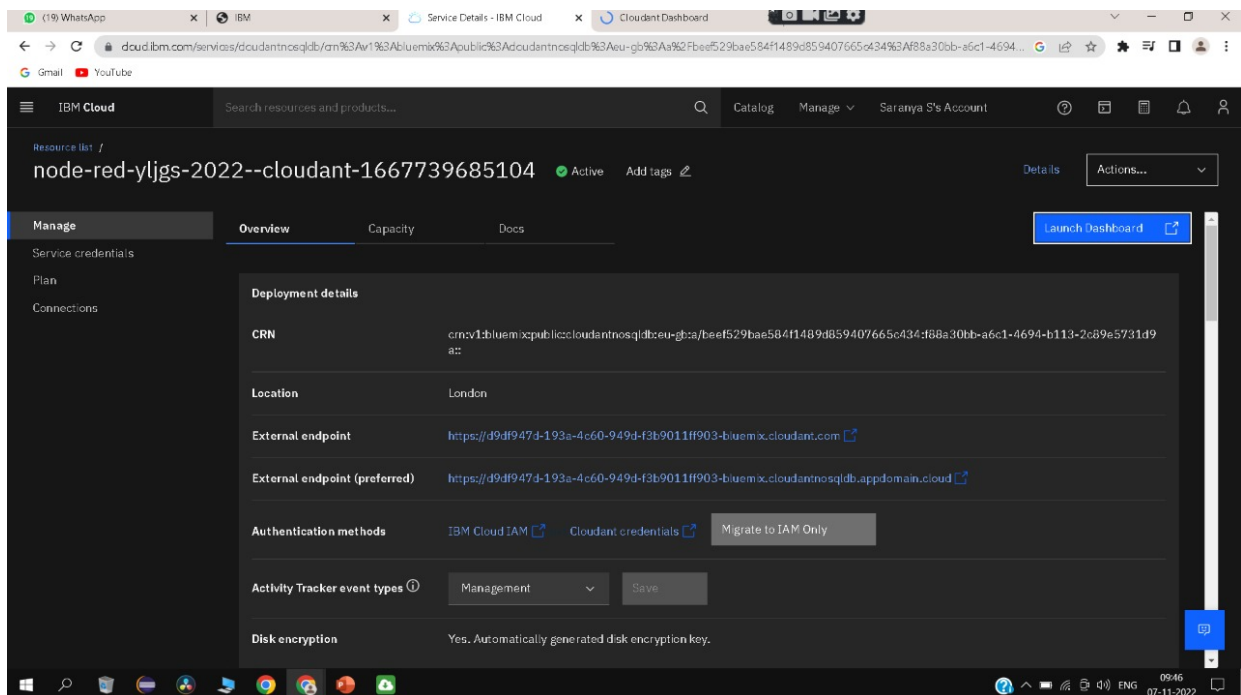 (19) WhatsApp
IBM
Service Details - IBM Cloud
Cloudant Dashboard
cloud.ibm.com/services/cloudantnosqldb/crn%3Av1%3Abluemix%3Apublic%3Acloudantnosqldb%3Aeu-gb%3Aa%2Fbeef529bae584f1489d859407665c434%3Af88a30bb-a6c1-4694...
Gmail YouTube
IBM Cloud Search resources and products... Catalog Manage Saranya S's Account
Resource list /
node-red-yljgs-2022--cloudant-1667739685104 Active Add tags Details Actions...
Manage Overview Capacity Docs Launch Dashboard
Service credentials
Plan
Connections
Deployment details
CRN crn:v1:bluemix:public:cloudantnosqldb:eu-gb:a/beef529bae584f1489d859407665c434:f88a30bb-a6c1-4694-b113-2c89e5731d9
a::
Location London
External endpoint https://d9df947d-193a-4c60-949d-f3b9011ff903-bluemix.cloudant.com
External endpoint (preferred) https://d9df947d-193a-4c60-949d-f3b9011ff903-bluemix.cloudantnosqldb.appdomain.cloud
Authentication methods IBM Cloud IAM Cloudant credentials Migrate to IAM Only
Activity Tracker event types Management Save
Disk encryption Yes. Automatically generated disk encryption key.
ENG 09:46
07-11-2022